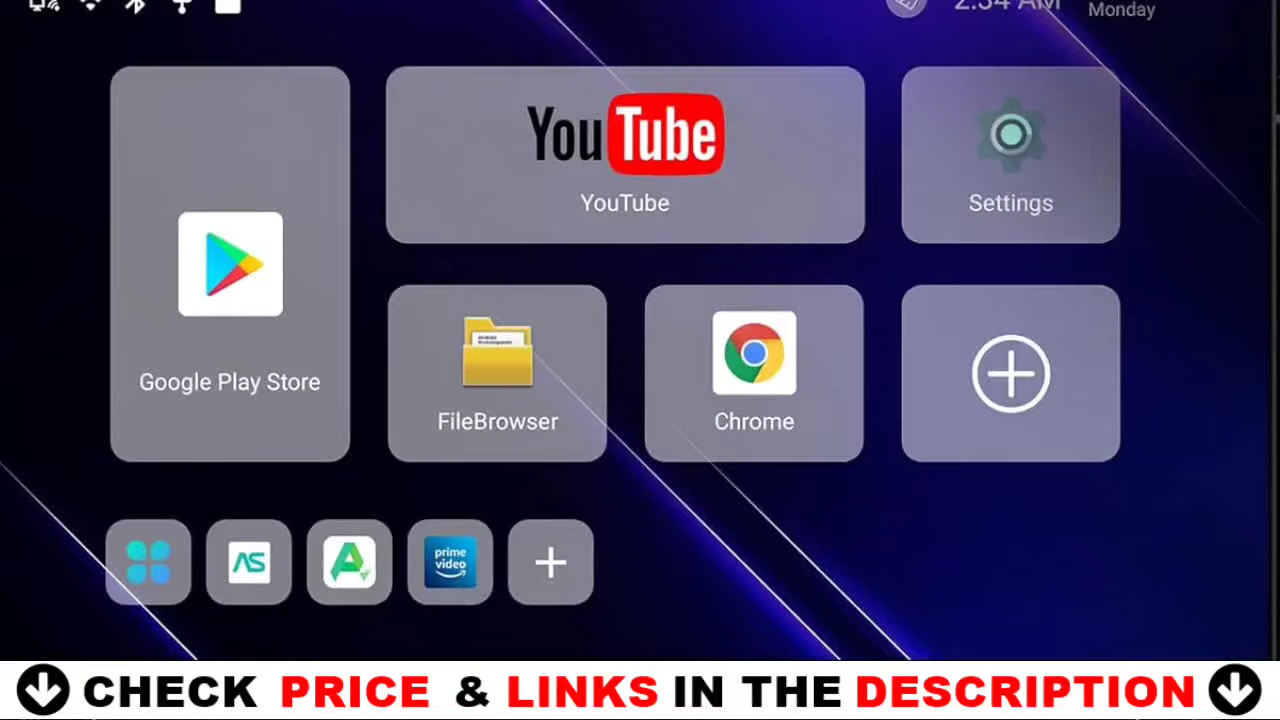 2:34 AM
Monday
YouTube
YouTube
Settings
Google Play Store
FileBrowser
Chrome
AS
prime
video
CHECK PRICE & LINKS IN THE DESCRIPTION